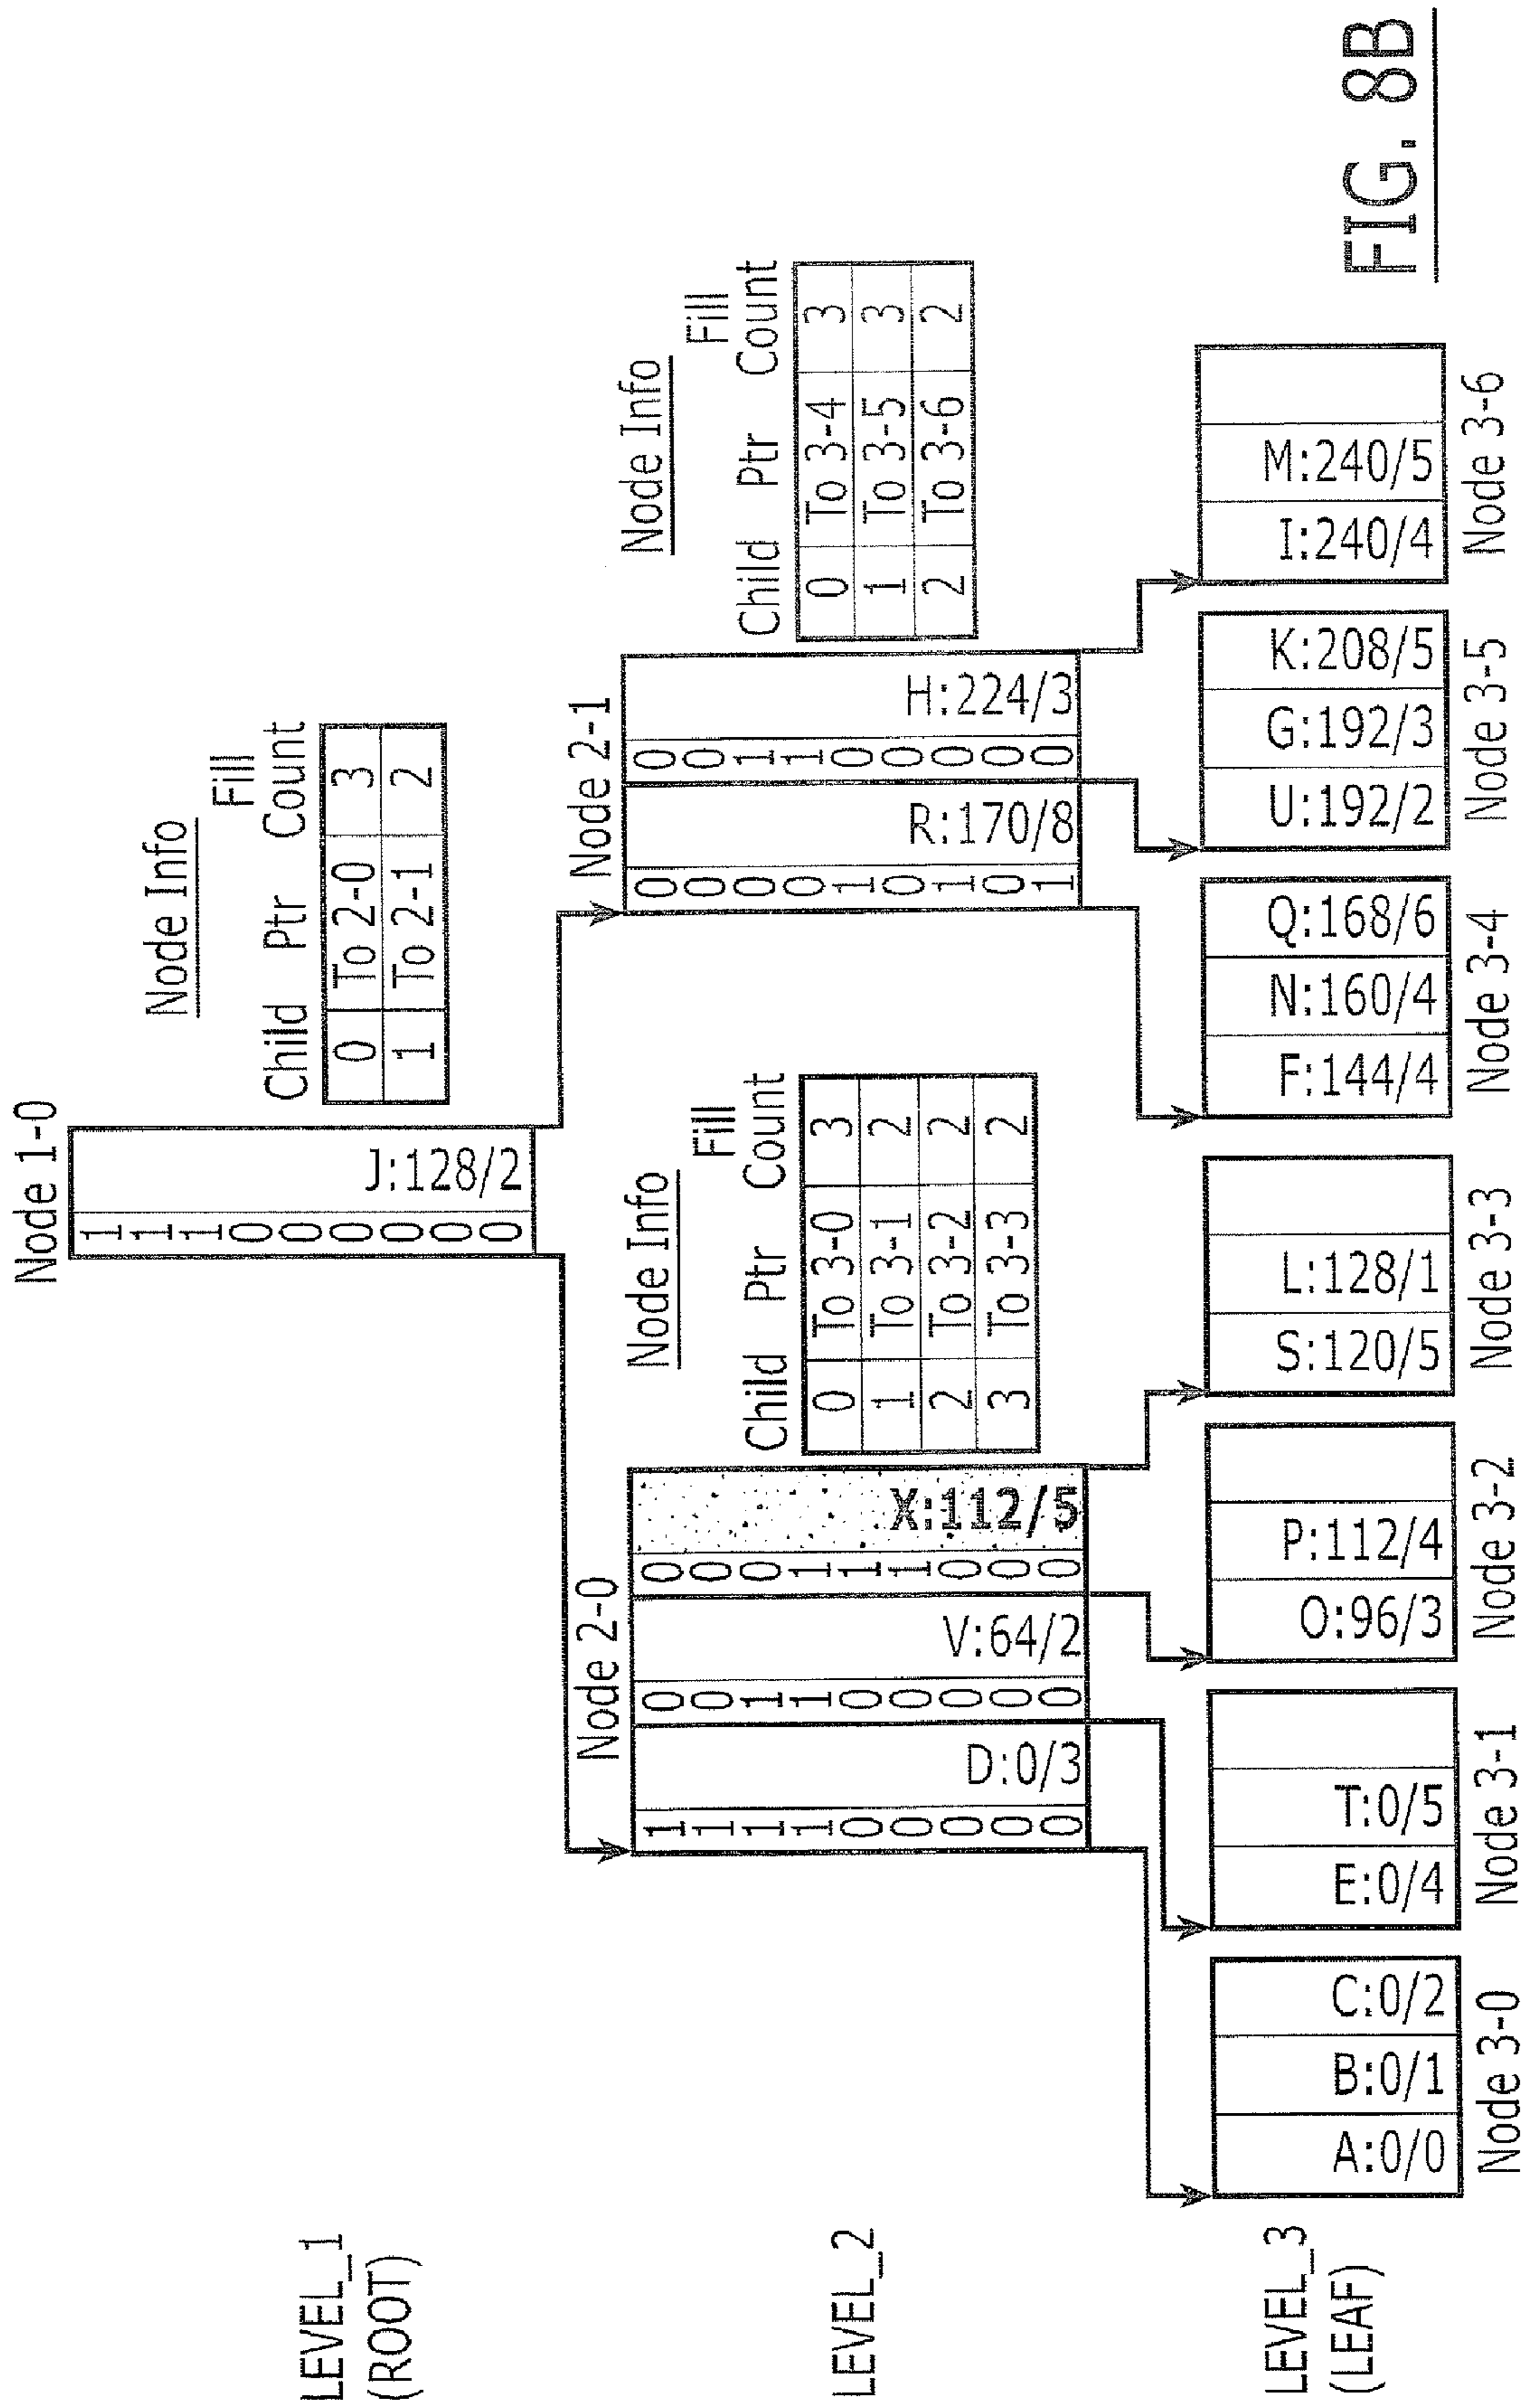 Node 1-0
LEVEL_1
(ROOT)
111000000
J:128/2
Node Info
Child Ptr Fill Count
0 To 2-0 3
1 To 2-1 2
LEVEL_2
Node 2-0
111100000
D:0/3
001100000
V:64/2
000111000
X:112/5
Node Info
Child Ptr Fill Count
0 To 3-0 3
1 To 3-1 2
2 To 3-2 2
3 To 3-3 2
Node 2-1
000010101
R:170/8
001100000
H:224/3
Node Info
Child Ptr Fill Count
0 To 3-4 3
1 To 3-5 3
2 To 3-6 2
LEVEL_3
(LEAF)
A:0/0 B:0/1 C:0/2
Node 3-0
E:0/4 T:0/5
Node 3-1
O:96/3 P:112/4
Node 3-2
S:120/5 L:128/1
Node 3-3
F:144/4 N:160/4 Q:168/6
Node 3-4
U:192/2 G:192/3 K:208/5
Node 3-5
I:240/4 M:240/5
Node 3-6
FIG. 8B